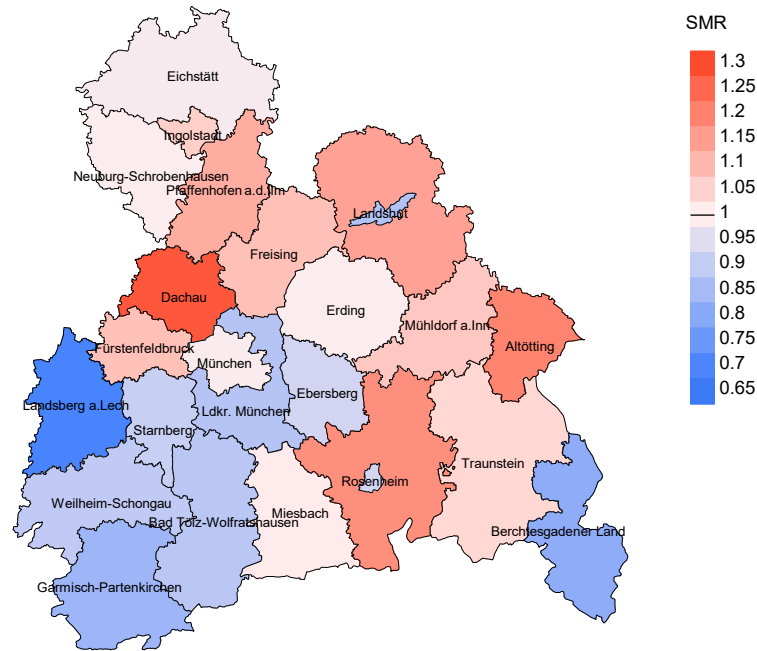 SMR
1.3
1.25
1.2
1.15
1.1
1.05
1
0.95
0.9
0.85
0.8
0.75
0.7
0.65
Eichstätt
Ingolstadt
Neuburg-Schrobenhausen
Pfaffenhofen a.d.Ilm
Landshut
Freising
Dachau
Erding
Mühldorf a.Inn
Altötting
Fürstenfeldbruck
München
Ebersberg
Landsberg a.Lech
Ldkr. München
Starnberg
Traunstein
Rosenheim
Weilheim-Schongau
Miesbach
Bad Tölz-Wolfratshausen
Berchtesgadener Land
Garmisch-Partenkirchen